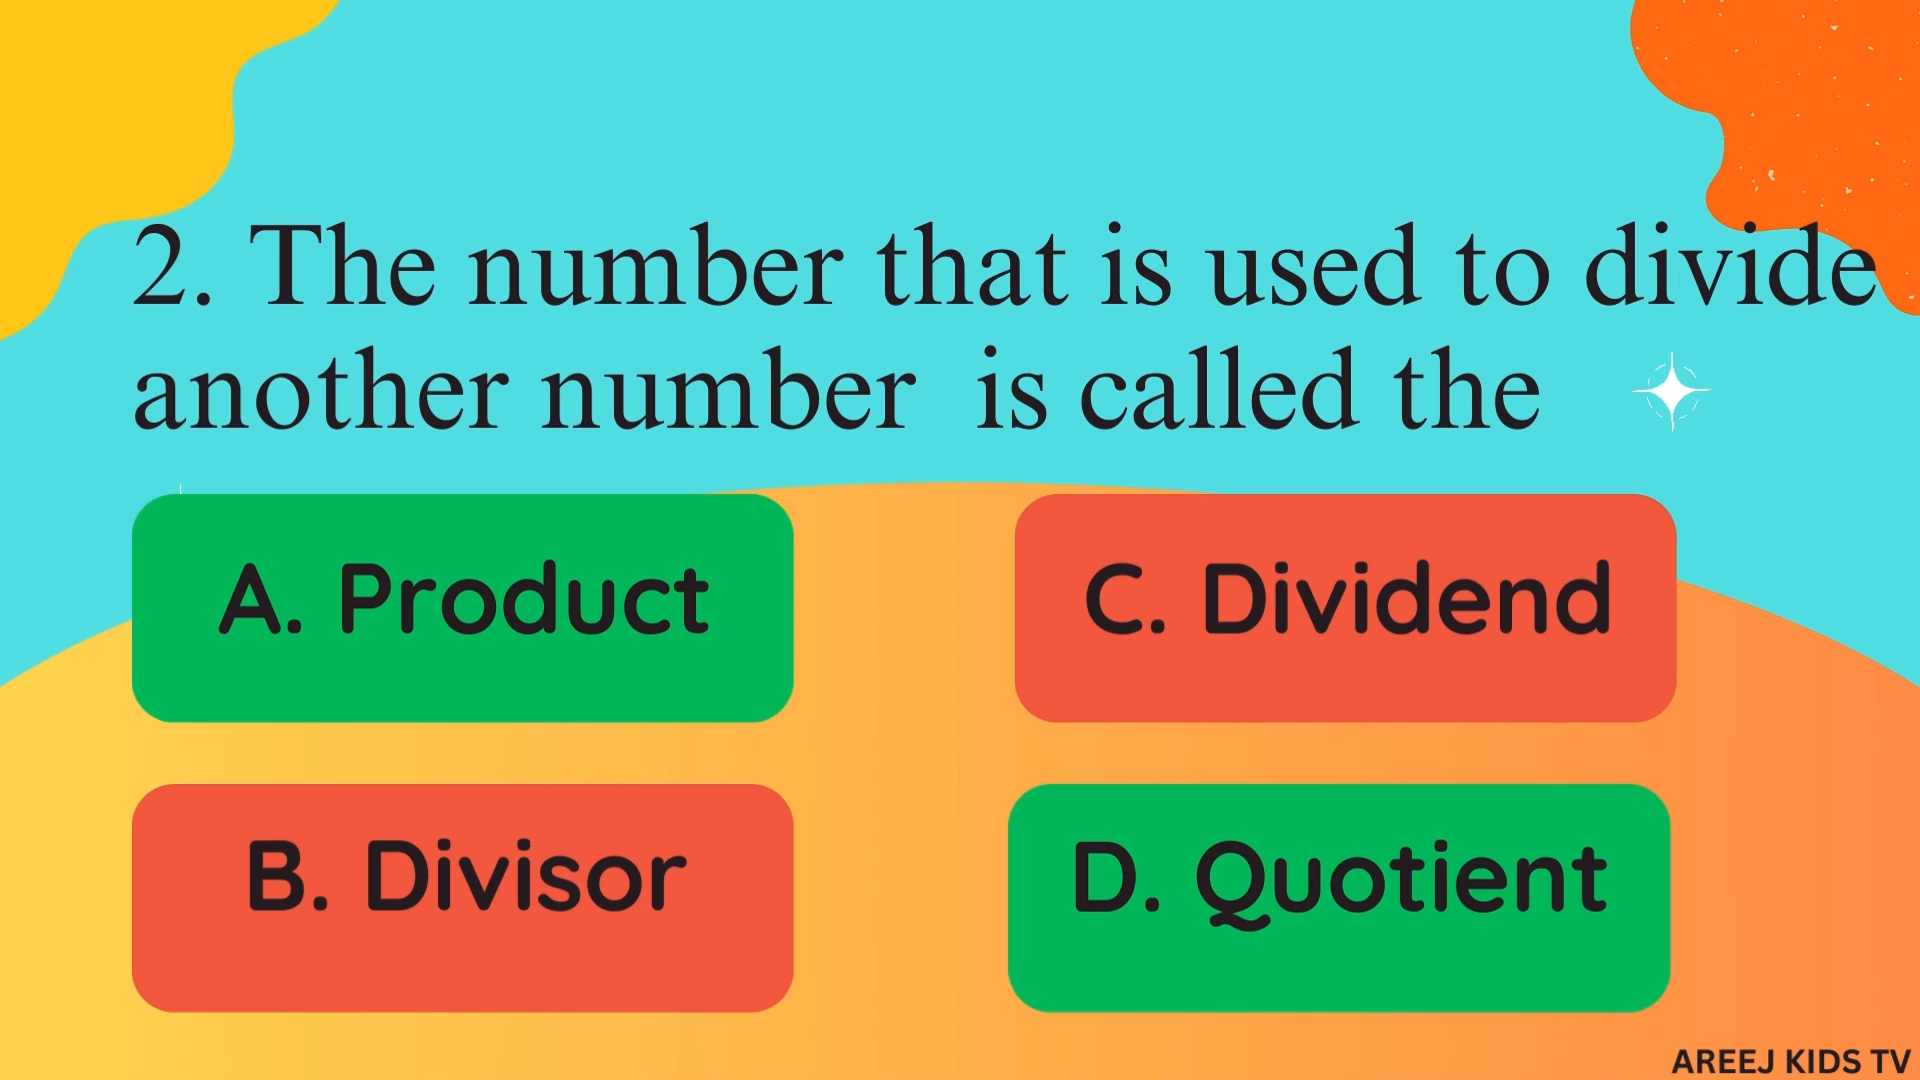 2. The number that is used to divide
another number  is called the
A. Product
C. Dividend
B. Divisor
D. Quotient
AREEJ KIDS TV